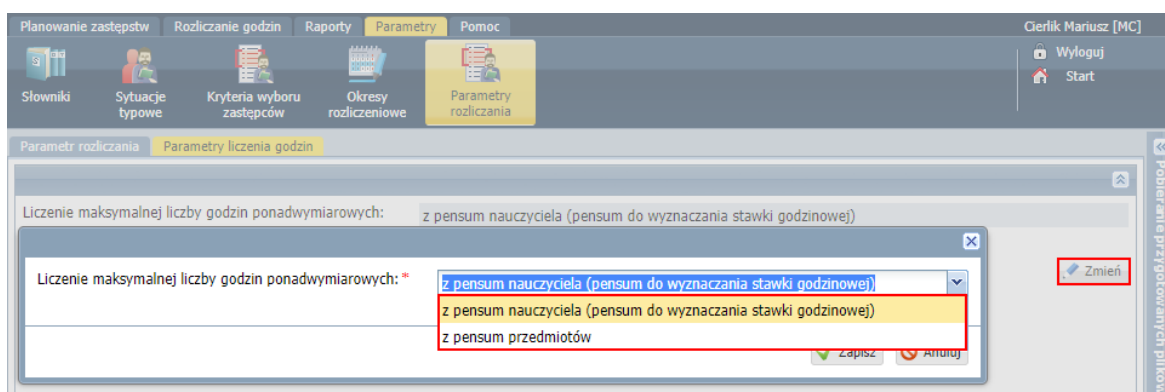 Planowanie zastępstw Rozliczanie godzin Raporty Parametry Pomoc Cierlik Mariusz [MC]
Wyloguj
Start
Słowniki Sytuacje typowe Kryteria wyboru zastępców Okresy rozliczeniowe Parametry rozliczania
Parametr rozliczania Parametry liczenia godzin
Liczenie maksymalnej liczby godzin ponadwymiarowych: z pensum nauczyciela (pensum do wyznaczania stawki godzinowej)
Liczenie maksymalnej liczby godzin ponadwymiarowych: * z pensum nauczyciela (pensum do wyznaczania stawki godzinowej)
Zmień
z pensum nauczyciela (pensum do wyznaczania stawki godzinowej)
z pensum przedmiotów
Zapisz Anuluj
Pobieranie przygotowanych plików